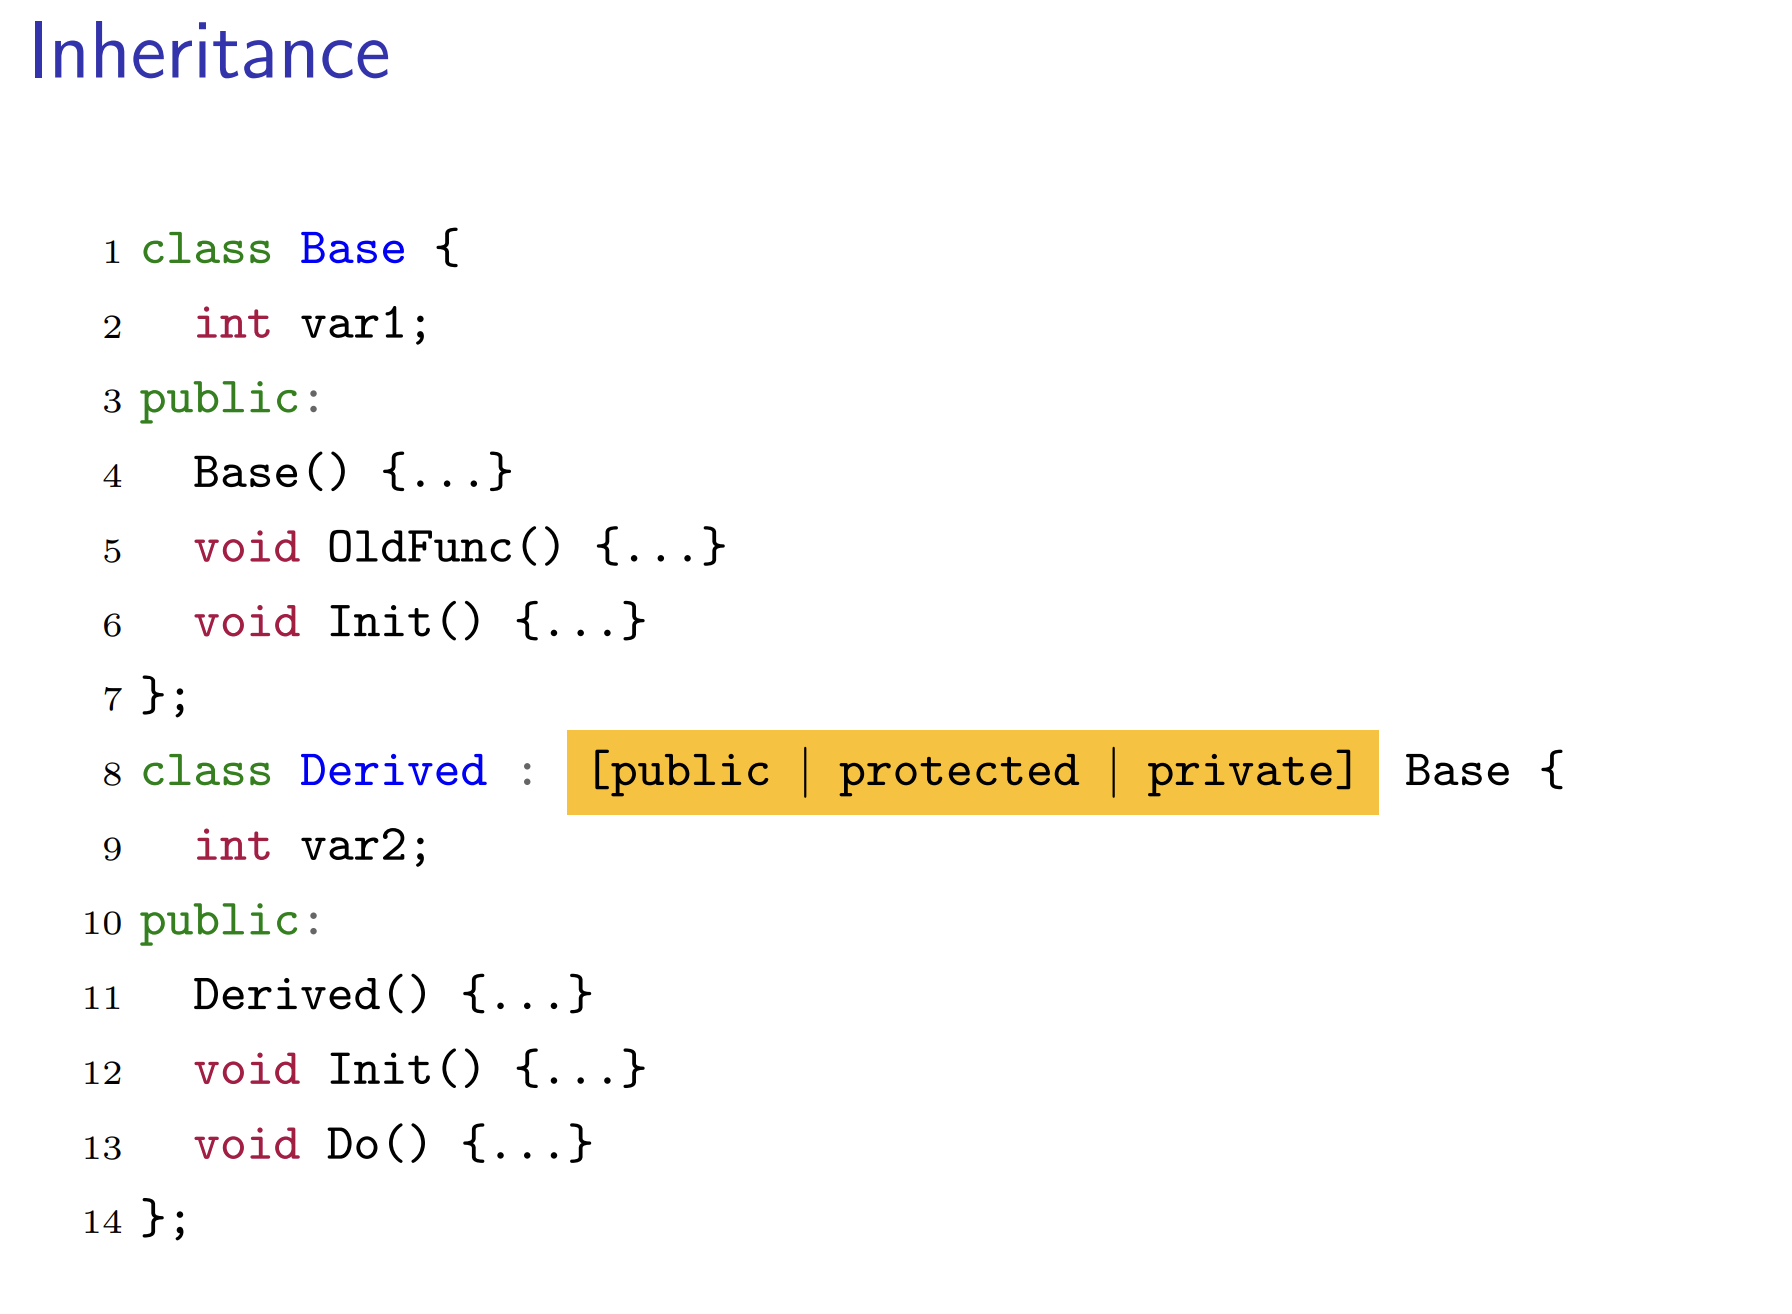 Inheritance
1 class Base {
2   int var1;
3 public:
4   Base() {...}
5   void OldFunc() {...}
6   void Init() {...}
7 };
8 class Derived : [public | protected | private] Base {
9   int var2;
10 public:
11   Derived() {...}
12   void Init() {...}
13   void Do() {...}
14 };